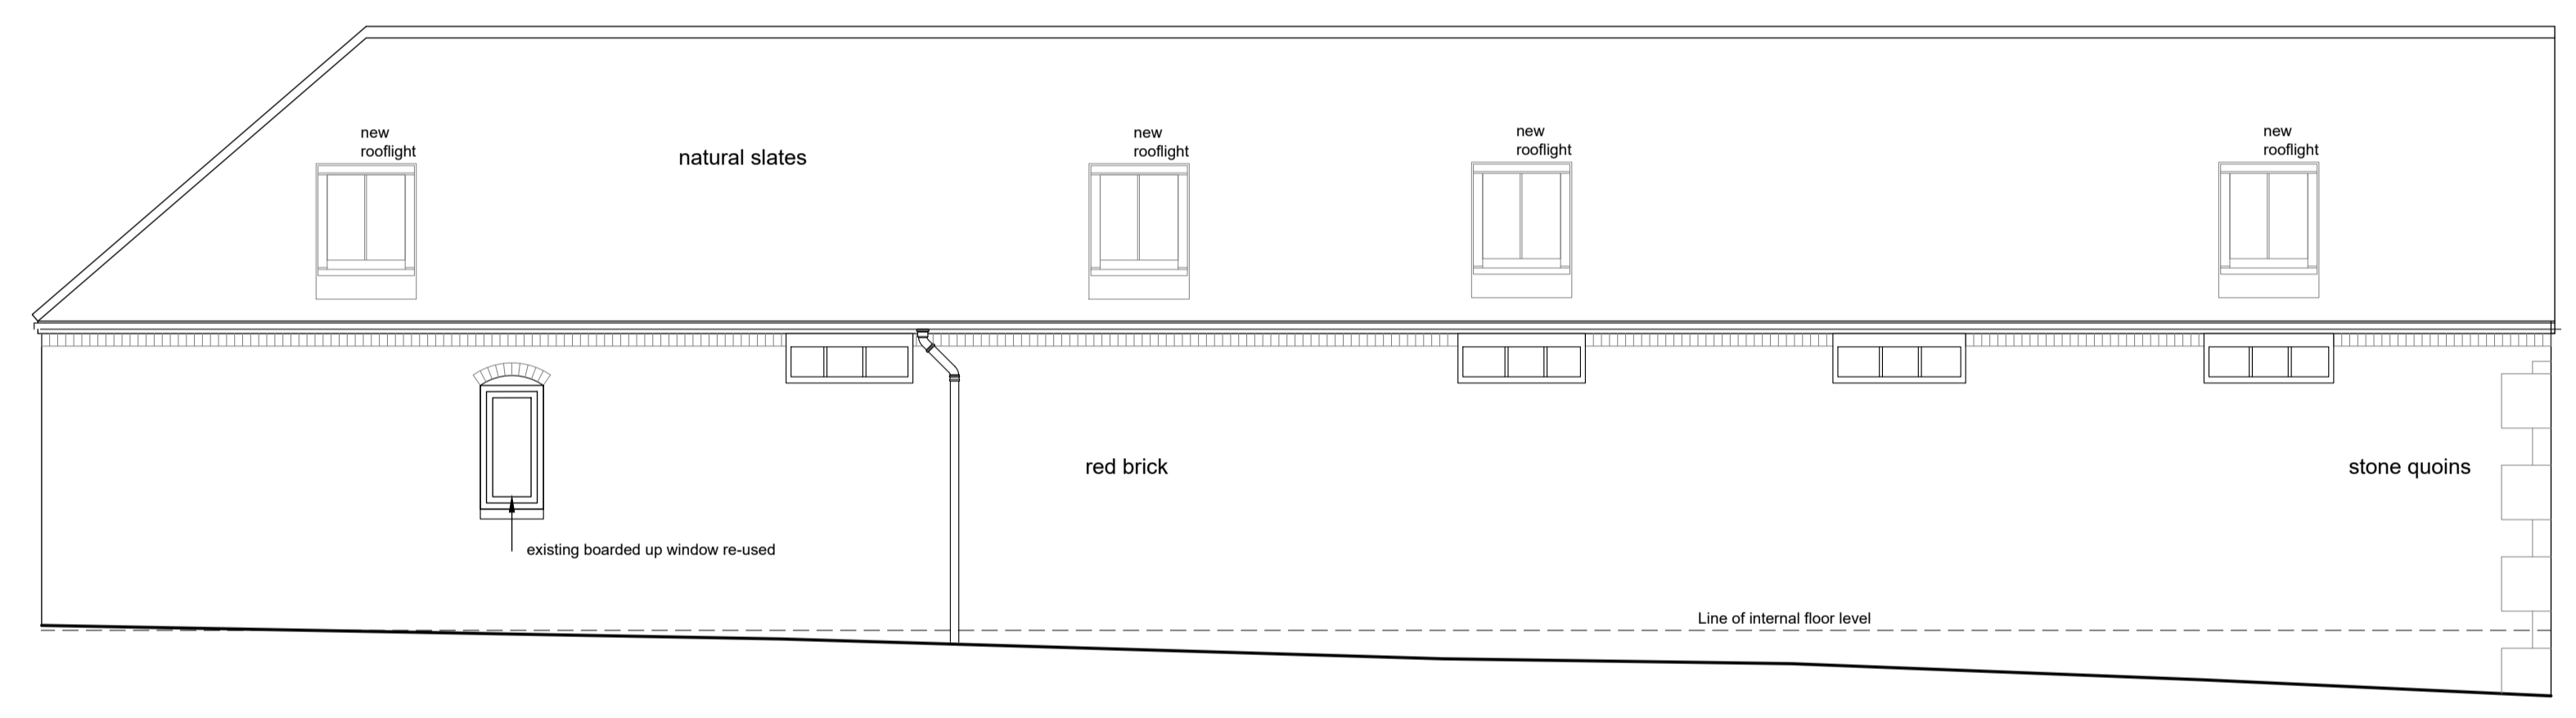 new
rooflight
natural slates
new
rooflight
new
rooflight
new
rooflight
red brick
stone quoins
existing boarded up window re-used
Line of internal floor level